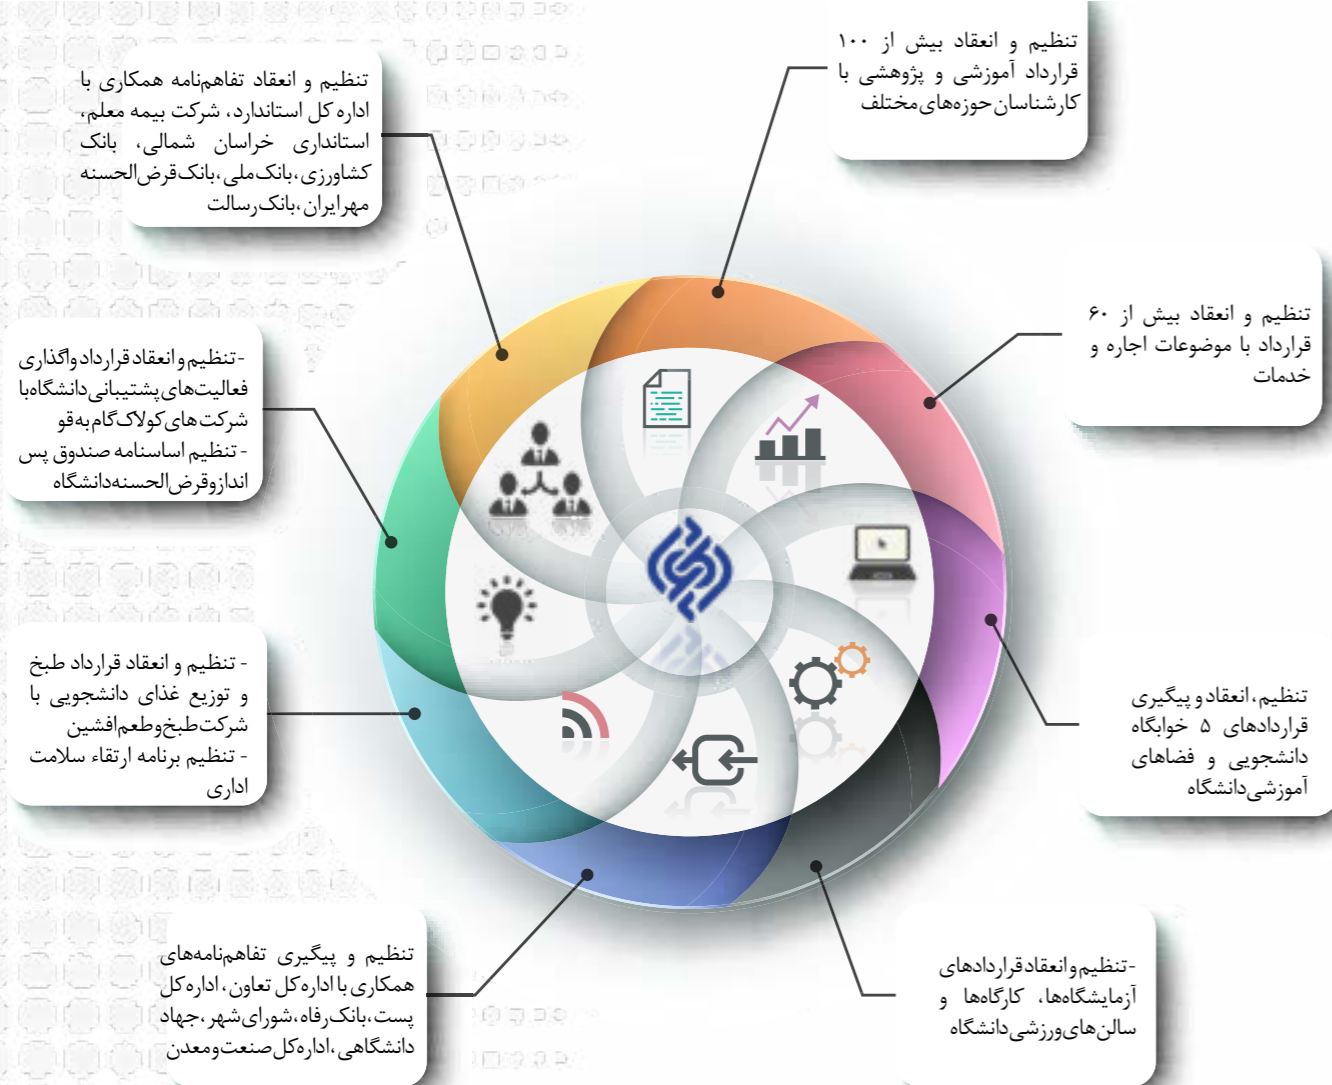 تنظیم و انعقاد بیش از ۱۰۰
قرارداد آموزشی و پژوهشی با
کارشناسان حوزه‌های مختلف
تنظیم و انعقاد تفاهم‌نامه همکاری با
اداره کل استاندارد، شرکت بیمه معلم،
استانداری خراسان شمالی، بانک
کشاورزی، بانک ملی، بانک قرض‌الحسنه
مهر ایران، بانک رسالت
تنظیم و انعقاد بیش از ۶۰
قرارداد با موضوعات اجاره و
خدمات
- تنظیم و انعقاد قرارداد واگذاری
فعالیت‌های پشتیبانی دانشگاه با
شرکت های کولاک گام به قو
- تنظیم اساسنامه صندوق پس
انداز و قرض الحسنه دانشگاه
تنظیم، انعقاد و پیگیری
قراردادهای ۵ خوابگاه
دانشجویی و فضاهای
آموزشی دانشگاه
- تنظیم و انعقاد قرارداد طبخ
و توزیع غذای دانشجویی با
شرکت طبخ و طعم افشین
- تنظیم برنامه ارتقاء سلامت
اداری
- تنظیم و انعقاد قراردادهای
آزمایشگاه‌ها، کارگاه‌ها و
سالن‌های ورزشی دانشگاه
تنظیم و پیگیری تفاهم‌نامه‌های
همکاری با اداره کل تعاون، اداره کل
پست، بانک رفاه، شورای شهر، جهاد
دانشگاهی، اداره کل صنعت و معدن